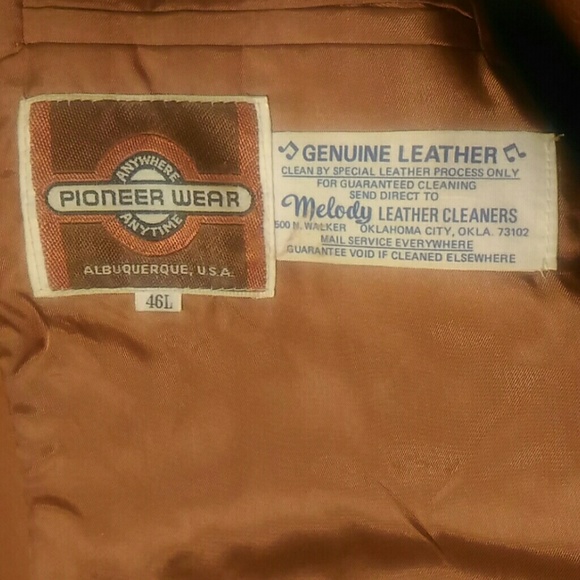 ANYWHERE
PIONEER WEAR
ANYTIME
ALBUQUERQUE, U.S.A.
46L
GENUINE LEATHER
CLEAN BY SPECIAL LEATHER PROCESS ONLY
FOR GUARANTEED CLEANING
SEND DIRECT TO
Melody LEATHER CLEANERS
500 N. WALKER OKLAHOMA CITY, OKLA. 73102
MAIL SERVICE EVERYWHERE
GUARANTEE VOID IF CLEANED ELSEWHERE